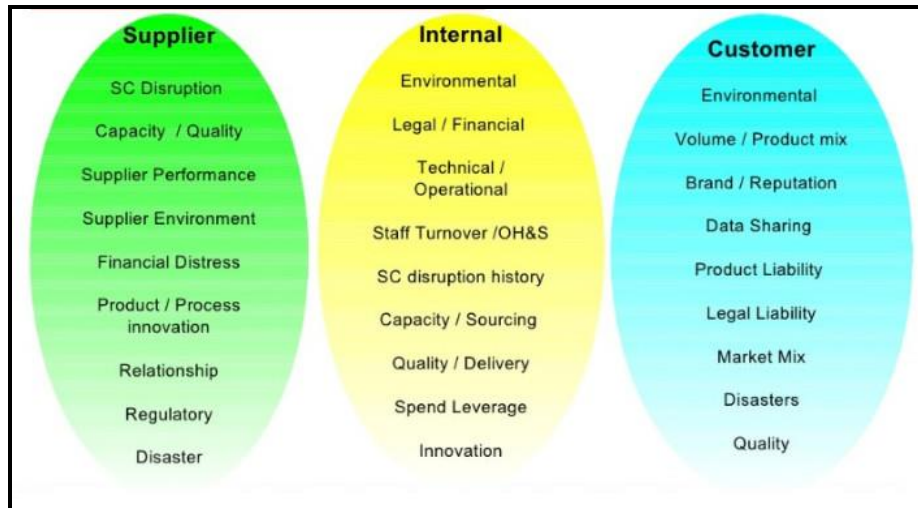 Supplier
SC Disruption
Capacity / Quality
Supplier Performance
Supplier Environment
Financial Distress
Product / Process
innovation
Relationship
Regulatory
Disaster
Internal
Environmental
Legal / Financial
Technical /
Operational
Staff Turnover /OH&S
SC disruption history
Capacity / Sourcing
Quality / Delivery
Spend Leverage
Innovation
Customer
Environmental
Volume / Product mix
Brand / Reputation
Data Sharing
Product Liability
Legal Liability
Market Mix
Disasters
Quality